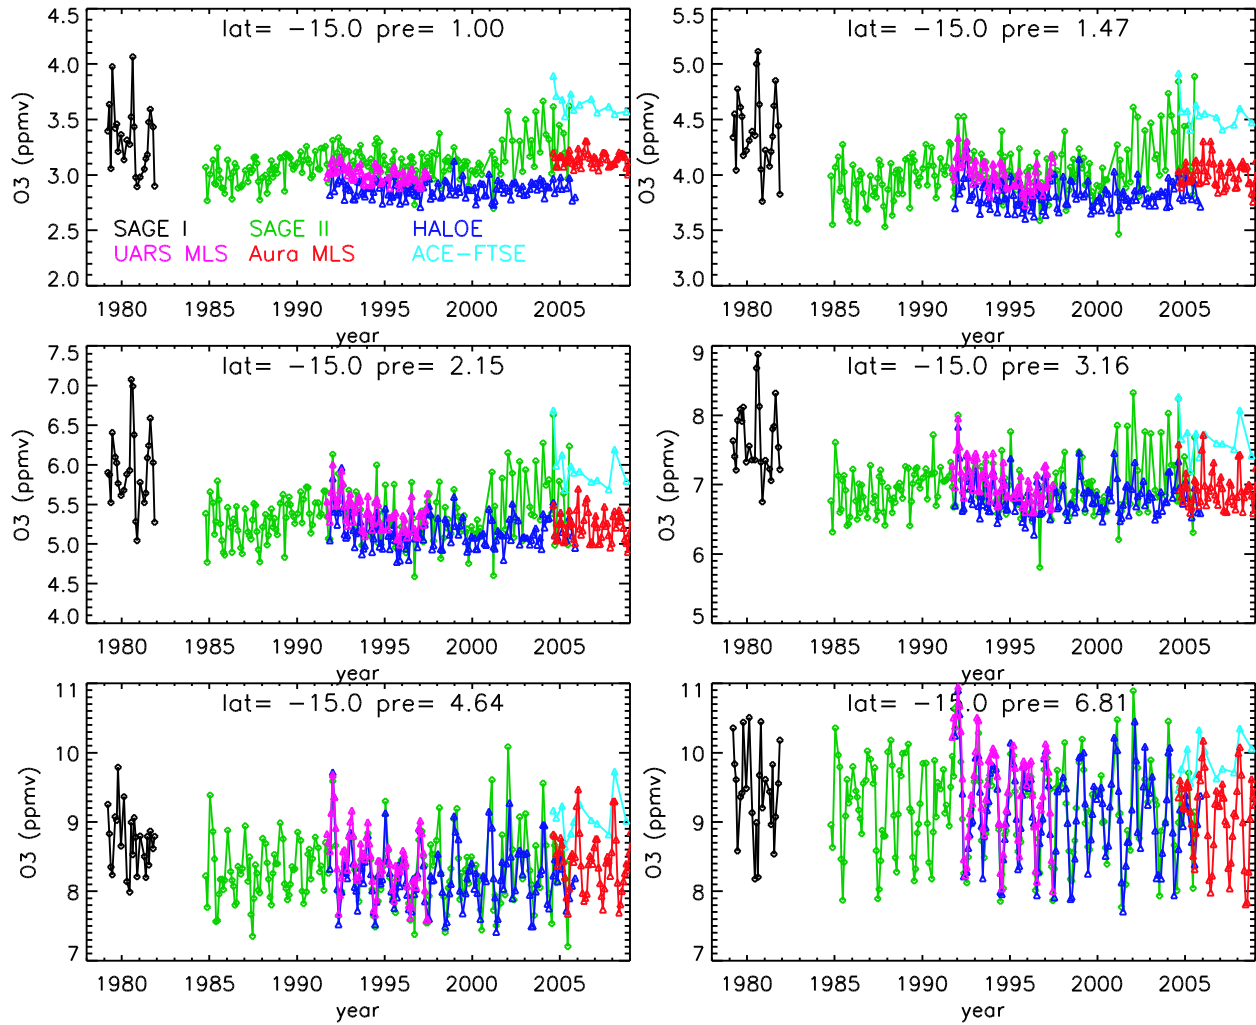 lat= −15.0 pre= 1.00
4.5
4.0
3.5
3.0
2.5
2.0
O3 (ppmv)
SAGE I SAGE II HALOE
UARS MLS Aura MLS ACE−FTSE
1980 1985 1990 1995 2000 2005
year
lat= −15.0 pre= 1.47
5.5
5.0
4.5
4.0
3.5
3.0
O3 (ppmv)
1980 1985 1990 1995 2000 2005
year
lat= −15.0 pre= 2.15
7.5
7.0
6.5
6.0
5.5
5.0
4.5
4.0
O3 (ppmv)
1980 1985 1990 1995 2000 2005
year
lat= −15.0 pre= 3.16
9
8
7
6
5
O3 (ppmv)
1980 1985 1990 1995 2000 2005
year
lat= −15.0 pre= 4.64
11
10
9
8
7
O3 (ppmv)
1980 1985 1990 1995 2000 2005
year
lat= −15.0 pre= 6.81
11
10
9
8
7
O3 (ppmv)
1980 1985 1990 1995 2000 2005
year